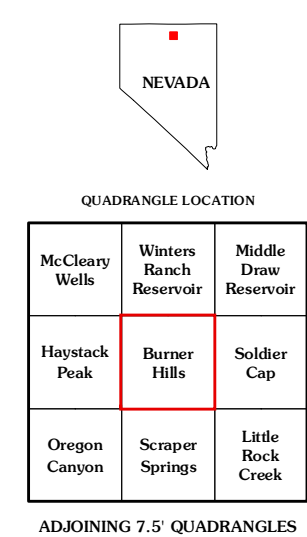 NEVADA
QUADRANGLE LOCATION
McCleary
Wells
Winters
Ranch
Reservoir
Middle
Draw
Reservoir
Haystack
Peak
Burner
Hills
Soldier
Cap
Oregon
Canyon
Scraper
Springs
Little
Rock
Creek
ADJOINING 7.5' QUADRANGLES